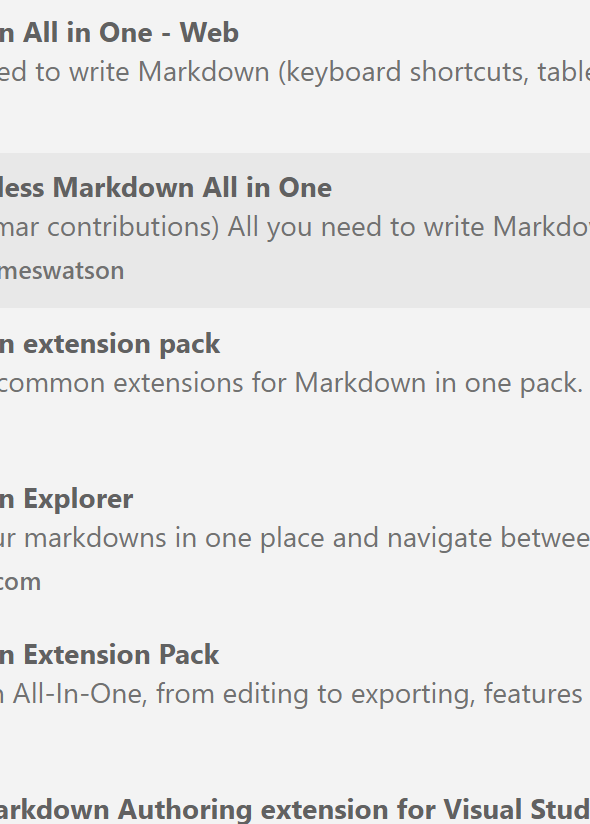 n All in One - Web
ed to write Markdown (keyboard shortcuts, table
less Markdown All in One
mar contributions) All you need to write Markdo
meswatson
n extension pack
common extensions for Markdown in one pack.
n Explorer
ur markdowns in one place and navigate betwee
com
n Extension Pack
n All-In-One, from editing to exporting, features
arkdown Authoring extension for Visual Stud